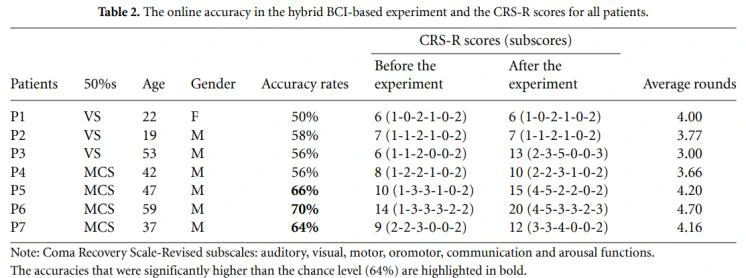 Table 2. The online accuracy in the hybrid BCI-based experiment and the CRS-R scores for all patients.
CRS-R scores (subscores)
Patients 50%s Age Gender Accuracy rates Before the experiment After the experiment Average rounds
P1 VS 22 F 50% 6 (1-0-2-1-0-2) 6 (1-0-2-1-0-2) 4.00
P2 VS 19 M 58% 7 (1-1-2-1-0-2) 7 (1-1-2-1-0-2) 3.77
P3 VS 53 M 56% 6 (1-1-2-0-0-2) 13 (2-3-5-0-0-3) 3.00
P4 MCS 42 M 56% 8 (1-2-2-1-0-2) 10 (2-2-3-1-0-2) 3.66
P5 MCS 47 M 66% 10 (1-3-3-1-0-2) 15 (4-5-2-2-0-2) 4.20
P6 MCS 59 M 70% 14 (1-3-3-3-2-2) 20 (4-5-3-3-2-3) 4.70
P7 MCS 37 M 64% 9 (2-2-3-0-0-2) 12 (3-3-4-0-0-2) 4.16
Note: Coma Recovery Scale-Revised subscales: auditory, visual, motor, oromotor, communication and arousal functions.
The accuracies that were significantly higher than the chance level (64%) are highlighted in bold.